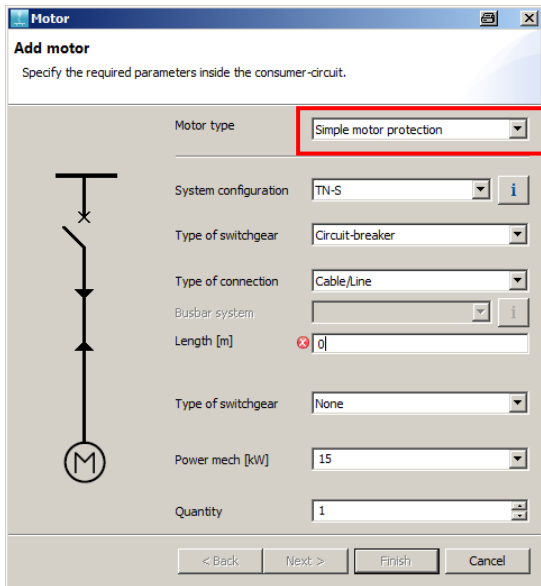 Motor
Add motor
Specify the required parameters inside the consumer-circuit.
Motor type Simple motor protection
System configuration TN-S i
Type of switchgear Circuit-breaker
Type of connection Cable/Line
Busbar system i
Length [m] 0
Type of switchgear None
M Power mech [kW] 15
Quantity 1
< Back Next > Finish Cancel